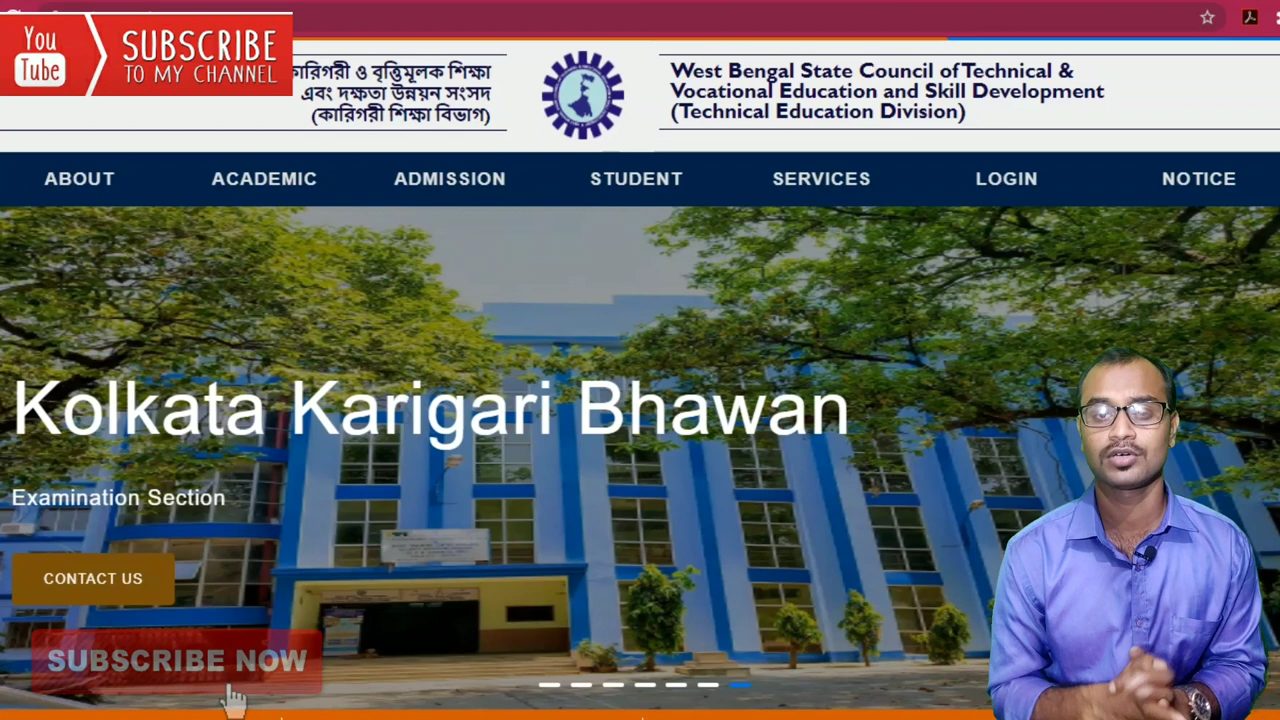 You
Tube
SUBSCRIBE
TO MY CHANNEL
কারিগরী ও বৃত্তিমূলক শিক্ষা
এবং দক্ষতা উন্নয়ন সংসদ
(কারিগরী শিক্ষা বিভাগ)
West Bengal State Council of Technical &
Vocational Education and Skill Development
(Technical Education Division)
ABOUT ACADEMIC ADMISSION STUDENT SERVICES LOGIN NOTICE
Kolkata Karigari Bhawan
Examination Section
CONTACT US
SUBSCRIBE NOW